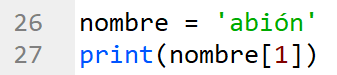 26 nombre = 'abión'
27 print(nombre[1])